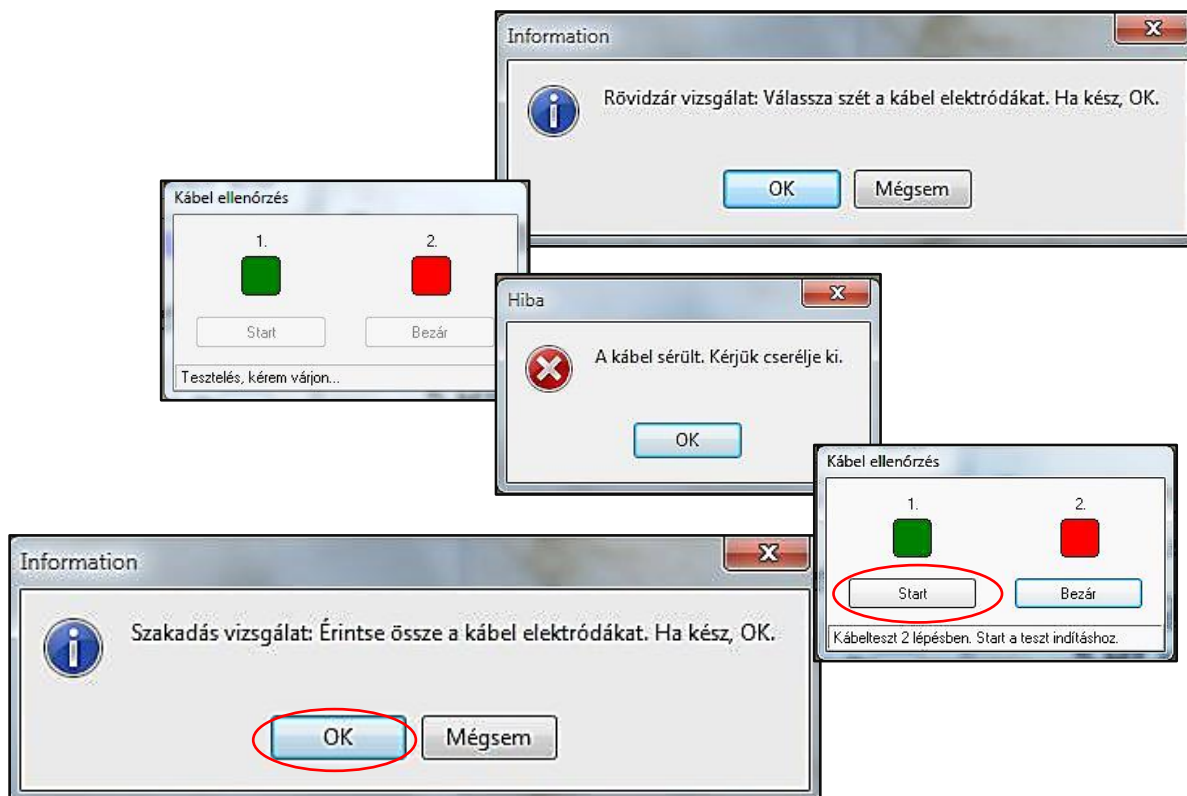 Information
Rövidzár vizsgálat: Válassza szét a kábel elektródákat. Ha kész, OK.
OK Mégsem
Kábel ellenőrzés
1. 2.
Start Bezár
Tesztelés, kérem várjon...
Hiba
A kábel sérült. Kérjük cserélje ki.
OK
Kábel ellenőrzés
1. 2.
Start Bezár
Kábelteszt 2 lépésben. Start a teszt indításhoz.
Information
Szakadás vizsgálat: Érintse össze a kábel elektródákat. Ha kész, OK.
OK Mégsem